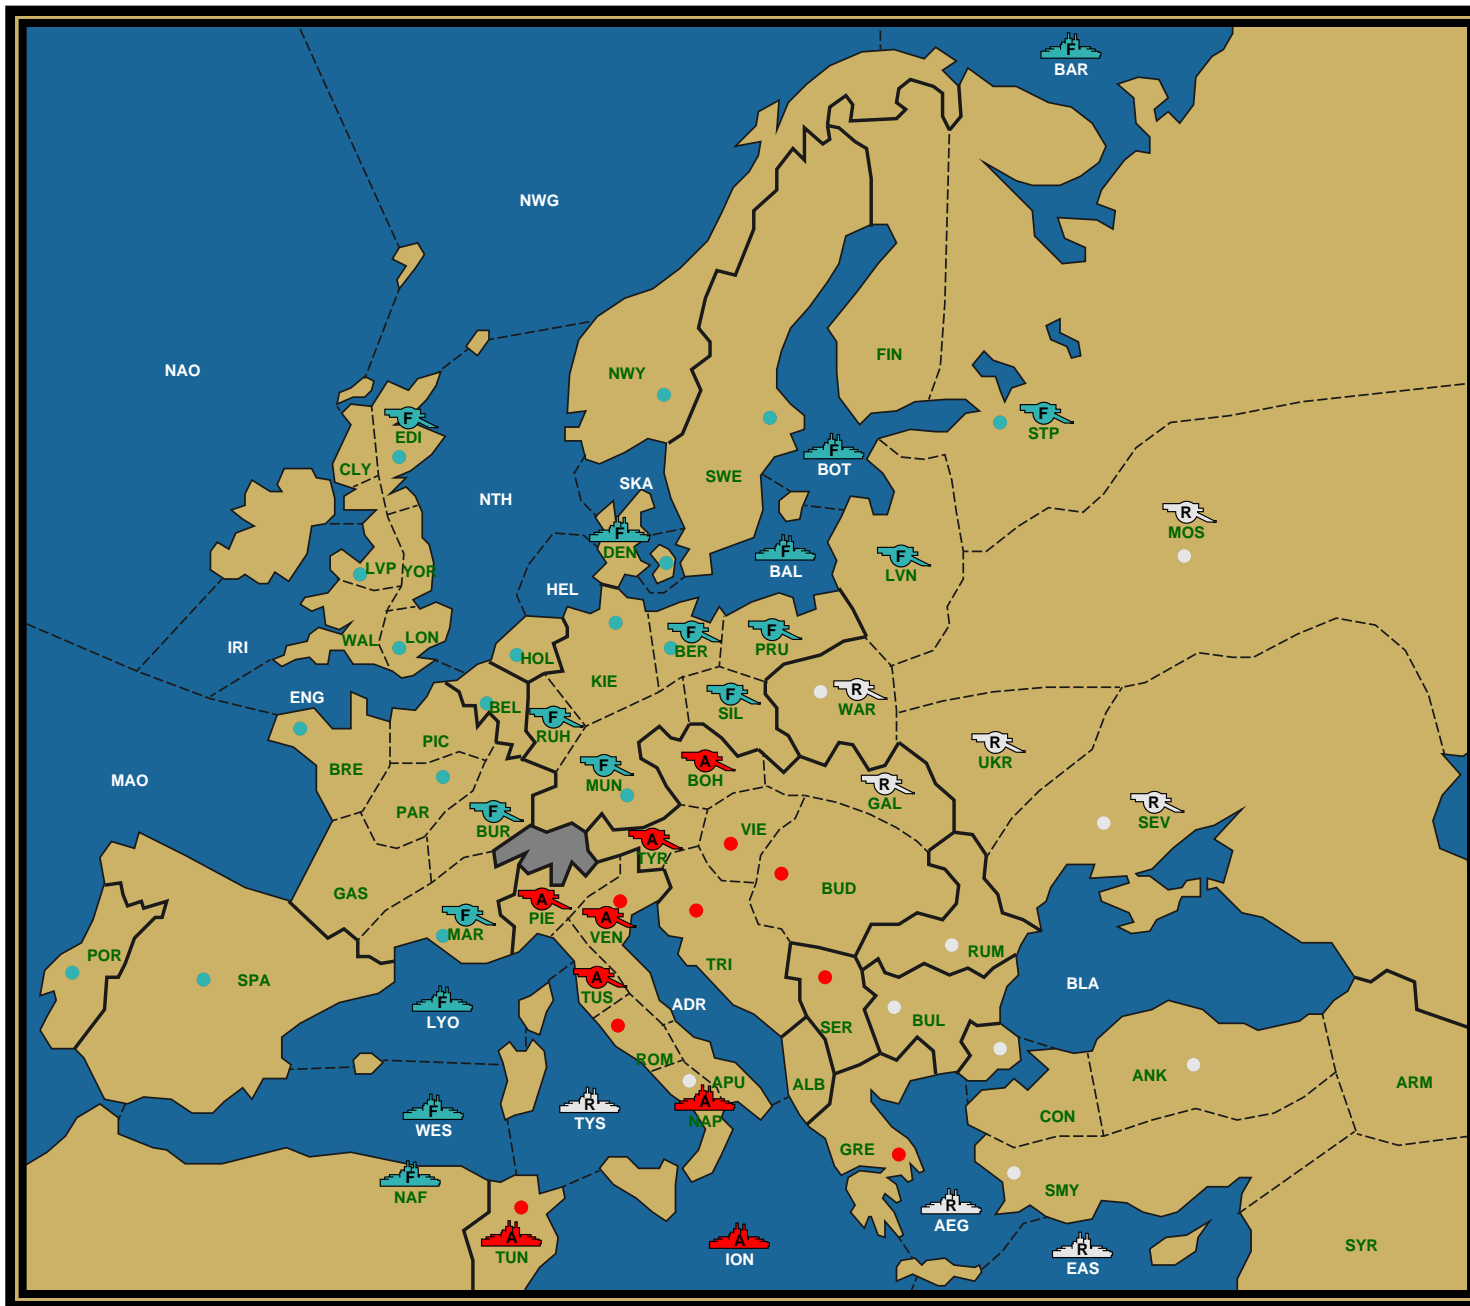 F
BAR
NWG
NAO
FIN
NWY
F
EDI
F
STP
CLY
SWE
F
BOT
SKA
NTH
R
MOS
F
DEN
F
BAL
F
LVN
LVP
YOR
HEL
IRI
WAL
LON
HOL
F
BER
F
PRU
KIE
ENG
BEL
F
RUH
F
SIL
R
WAR
PIC
R
UKR
BRE
F
MUN
A
BOH
R
GAL
MAO
PAR
F
BUR
R
SEV
VIE
A
TYR
BUD
GAS
A
PIE
F
MAR
A
VEN
POR
SPA
TRI
RUM
A
TUS
BLA
F
LYO
ADR
SER
BUL
ROM
APU
ALB
ANK
ARM
F
WES
R
TYS
A
NAP
CON
GRE
F
NAF
SMY
R
AEG
A
TUN
A
ION
R
EAS
SYR